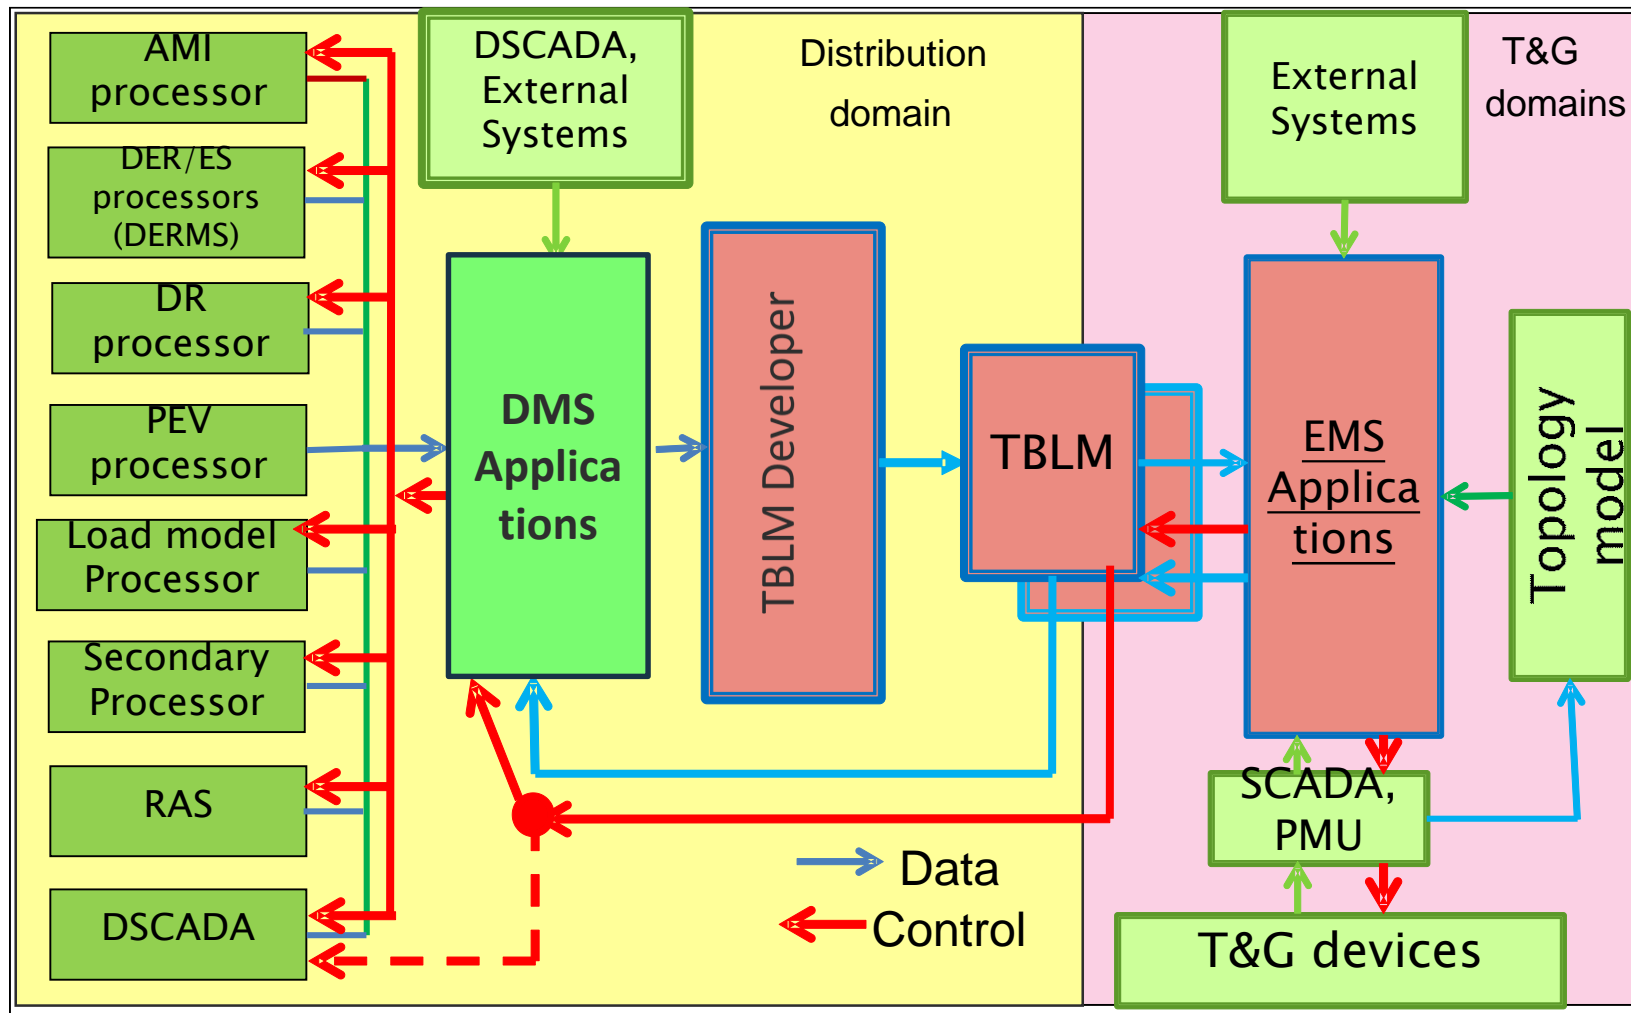 AMI
processor
DER/ES
processors
(DERMS)
DR
processor
PEV
processor
Load model
Processor
Secondary
Processor
RAS
DSCADA
DSCADA,
External
Systems
Distribution
domain
DMS
Applica
tions
TBLM Developer
TBLM
Data
Control
External
Systems
T&G
domains
EMS
Applica
tions
Topology
model
SCADA,
PMU
T&G devices